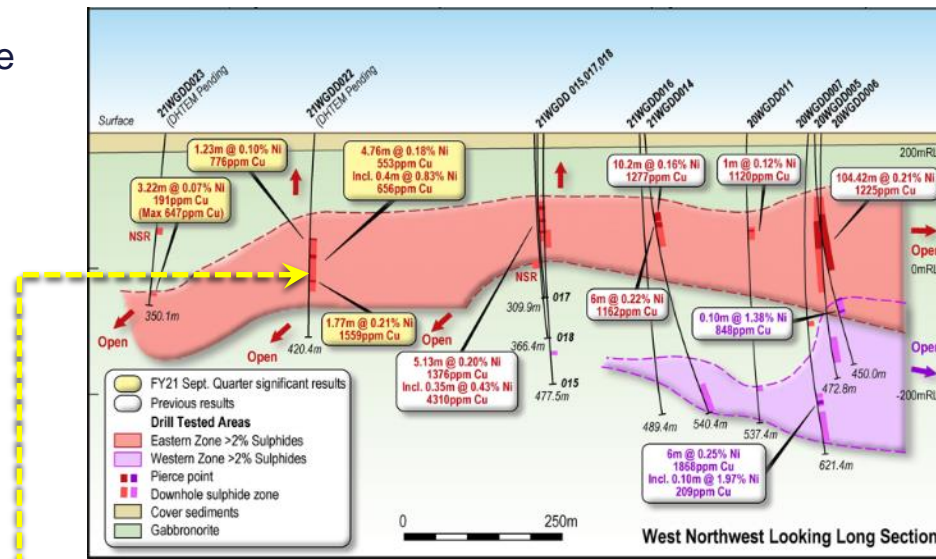 e
21WGDD023
(DHTEM Pending
21WGDD022
(DHTEM Pending
21WGDD 015,017,018
21WGDD016
21WGDD014
20WGDD011
20WGDD007
20WGDD005
20WGDD006
Surface
200mRL
1.23m @ 0.10% Ni
776ppm Cu
4.76m @ 0.18% Ni
553ppm Cu
Incl. 0.4m @ 0.83% Ni
656ppm Cu
10.2m @ 0.16% Ni
1277ppm Cu
1m @ 0.12% Ni
1120ppm Cu
104.42m @ 0.21% Ni
1225ppm Cu
3.22m @ 0.07% Ni
191ppm Cu
(Max 647ppm Cu)
NSR
Open
0mRL
NSR
350.1m
Open
420.4m
Open
1.77m @ 0.21% Ni
1559ppm Cu
Open
309.9m
017
366.4m
018
477.5m
015
6m @ 0.22% Ni
1162ppm Cu
0.10m @ 1.38% Ni
848ppm Cu
Open
5.13m @ 0.20% Ni
1376ppm Cu
Incl. 0.35m @ 0.43% Ni
4310ppm Cu
450.0m
472.8m
-200mRL
489.4m
540.4m
537.4m
621.4m
6m @ 0.25% Ni
1868ppm Cu
Incl. 0.10m @ 1.97% Ni
209ppm Cu
FY21 Sept. Quarter significant results
Previous results
Drill Tested Areas
Eastern Zone >2% Sulphides
Western Zone >2% Sulphides
Pierce point
Downhole sulphide zone
Cover sediments
Gabbronorite
0
250m
West Northwest Looking Long Section